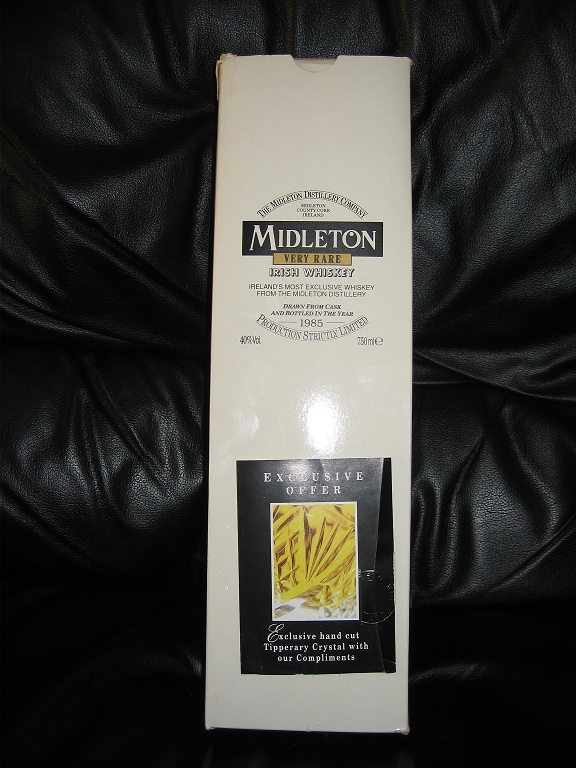 THE MIDLETON DISTILLERY COMPANY
MIDLETON
COUNTY CORK
IRELAND
MIDLETON
VERY RARE
IRISH WHISKEY
IRELAND'S MOST EXCLUSIVE WHISKEY
FROM THE MIDLETON DISTILLERY
DRAWN FROM CASK
AND BOTTLED IN THE YEAR
1985
PRODUCTION STRICTLY LIMITED
40%Vol. 750ml℮
EXCLUSIVE
OFFER
Exclusive hand cut
Tipperary Crystal with
our Compliments